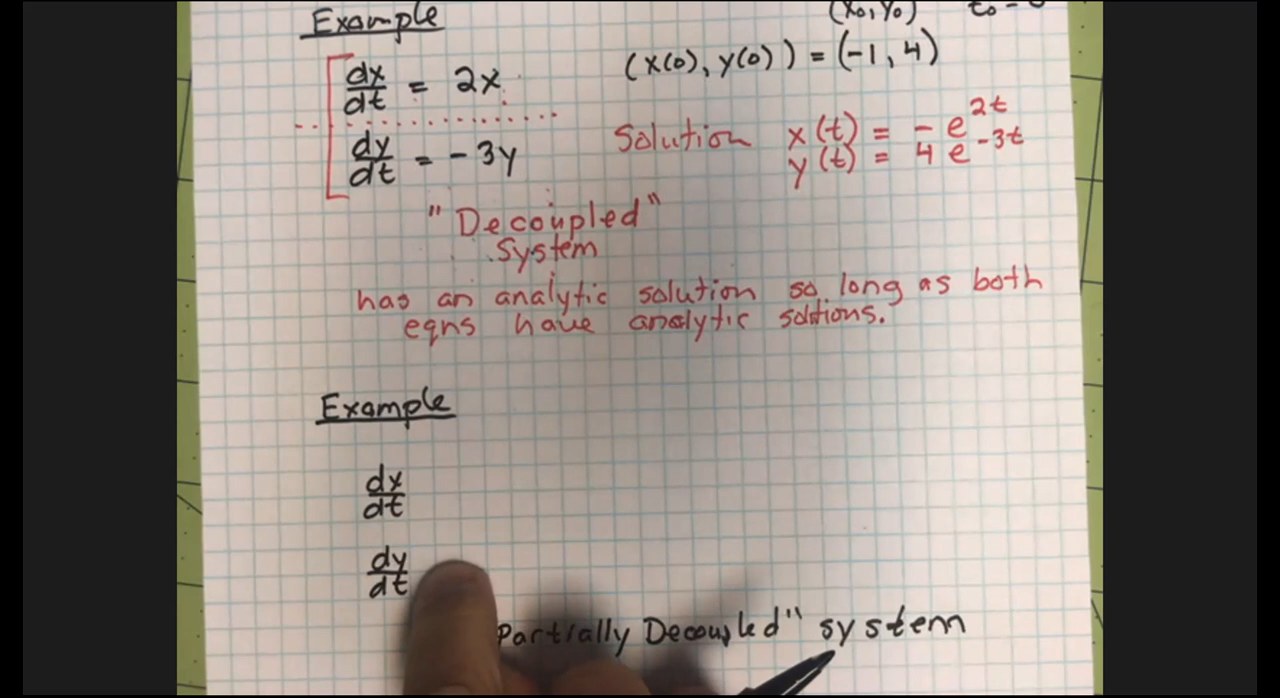 Example
(x₀, y₀)
(x(0), y(0)) = (-1, 4)
dx/dt = 2x
dy/dt = -3y
Solution x(t) = -e^2t
y(t) = 4e^-3t
"Decoupled"
System
has an analytic solution so long as both
eqns have analytic soltions.
Example
dx/dt
dy/dt
Partially Decoupled" system